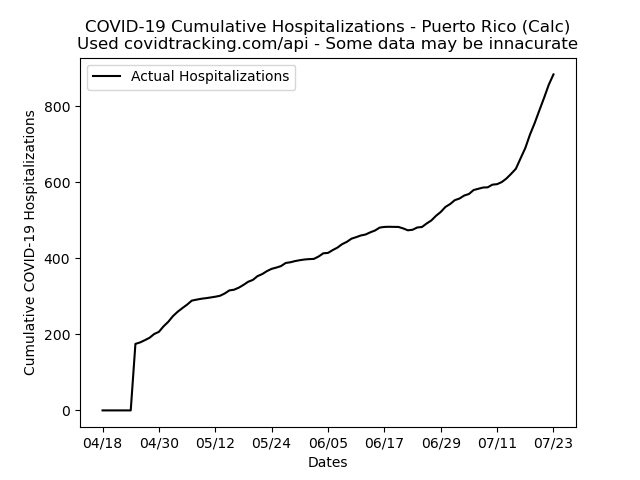 COVID-19 Cumulative Hospitalizations - Puerto Rico (Calc)
Used covidtracking.com/api - Some data may be innacurate
Actual Hospitalizations
Cumulative COVID-19 Hospitalizations
800
600
400
200
0
04/18 04/30 05/12 05/24 06/05 06/17 06/29 07/11 07/23
Dates